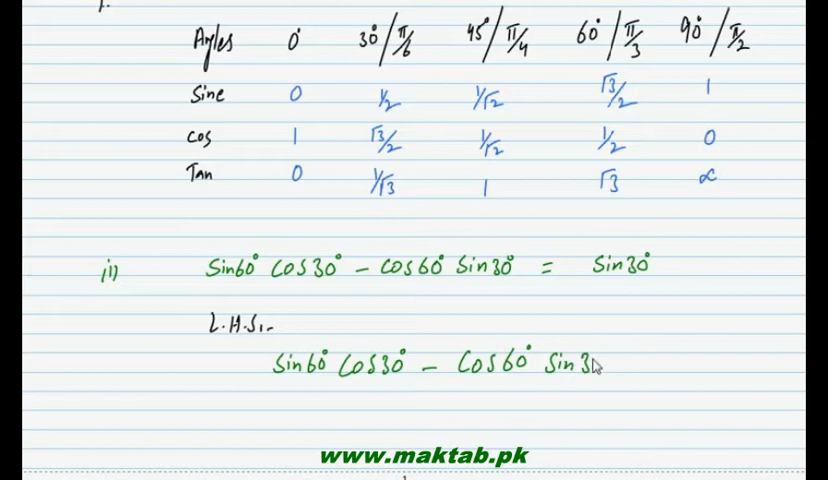 Angles 0° 30°/π/6 45°/π/4 60°/π/3 90°/π/2
Sine 0 1/2 1/√2 √3/2 1
cos 1 √3/2 1/√2 1/2 0
Tan 0 1/√3 1 √3 ∝
ii) Sin60° Cos30° - Cos60° Sin30° = Sin30°
L.H.S:-
Sin60° Cos30° - Cos60° Sin3
www.maktab.pk